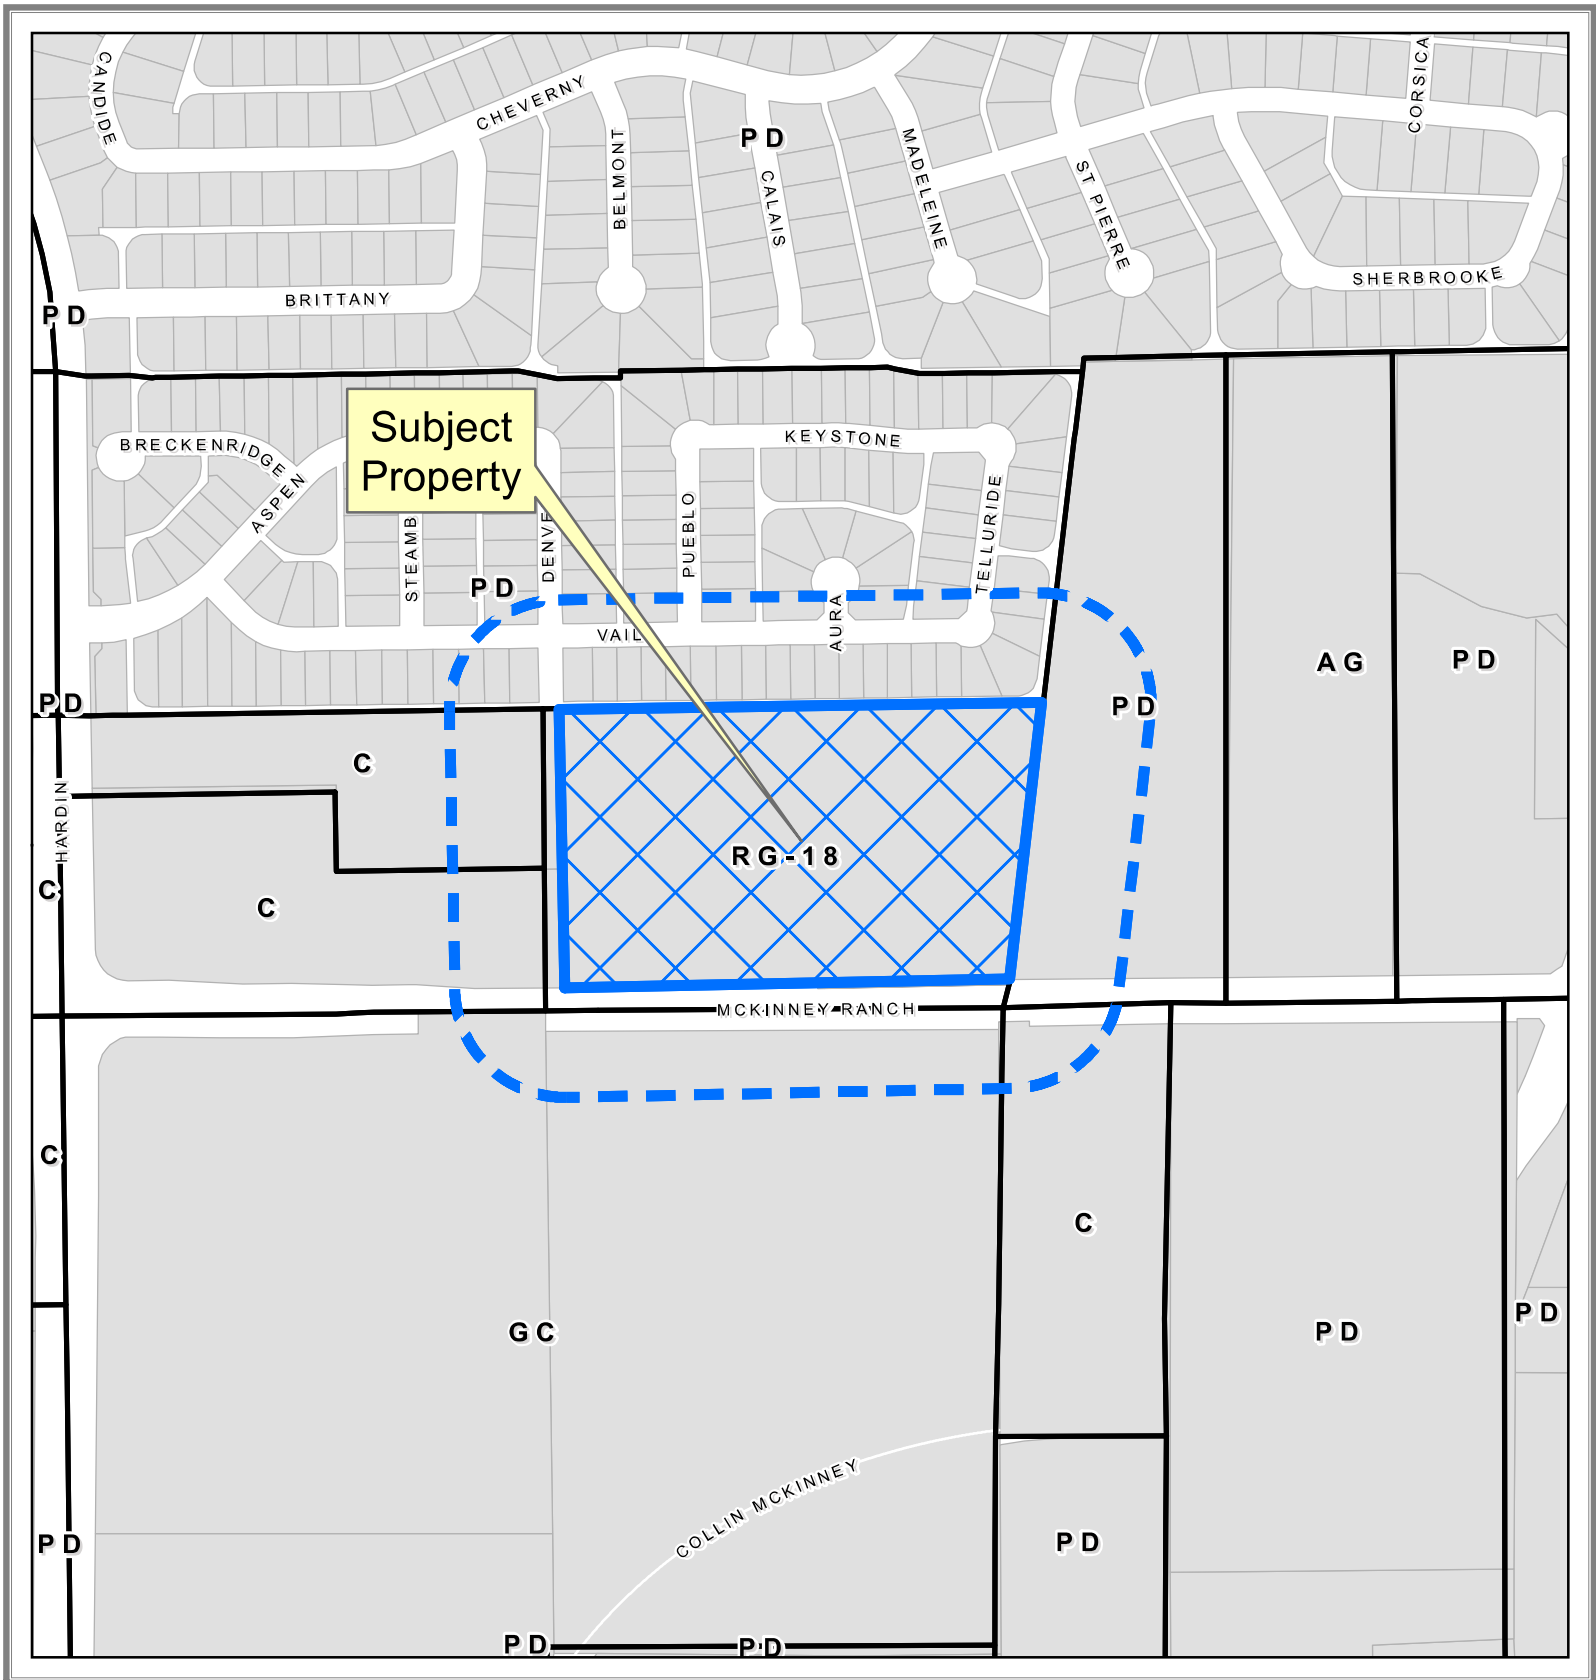 CANDIDE
CHEVERNY
BELMONT
PD
CALAIS
MADELEINE
ST PIERRE
CORSICA
SHERBROOKE
BRITTANY
PD
Subject
Property
BRECKENRIDGE
ASPEN
STEAMB
DENVE
PUEBLO
KEYSTONE
TELLURIDE
AURA
VAIL
PD
PD
PD
AG
PD
C
HARDIN
C
C
RG-18
MCKINNEY RANCH
C
C
GC
PD
PD
COLLIN MCKINNEY
PD
PD
PD
PD